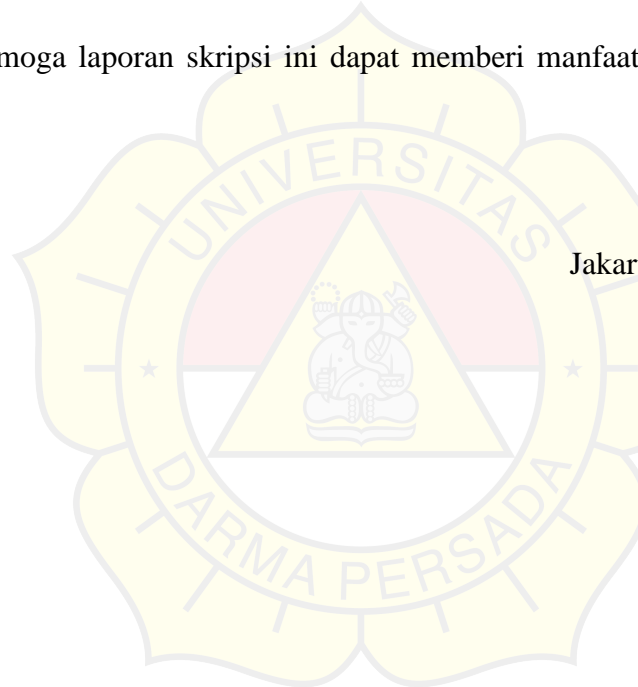 moga laporan skripsi ini dapat memberi manfaat
UNIVERSITAS
Jakar
DARMA PERSADA